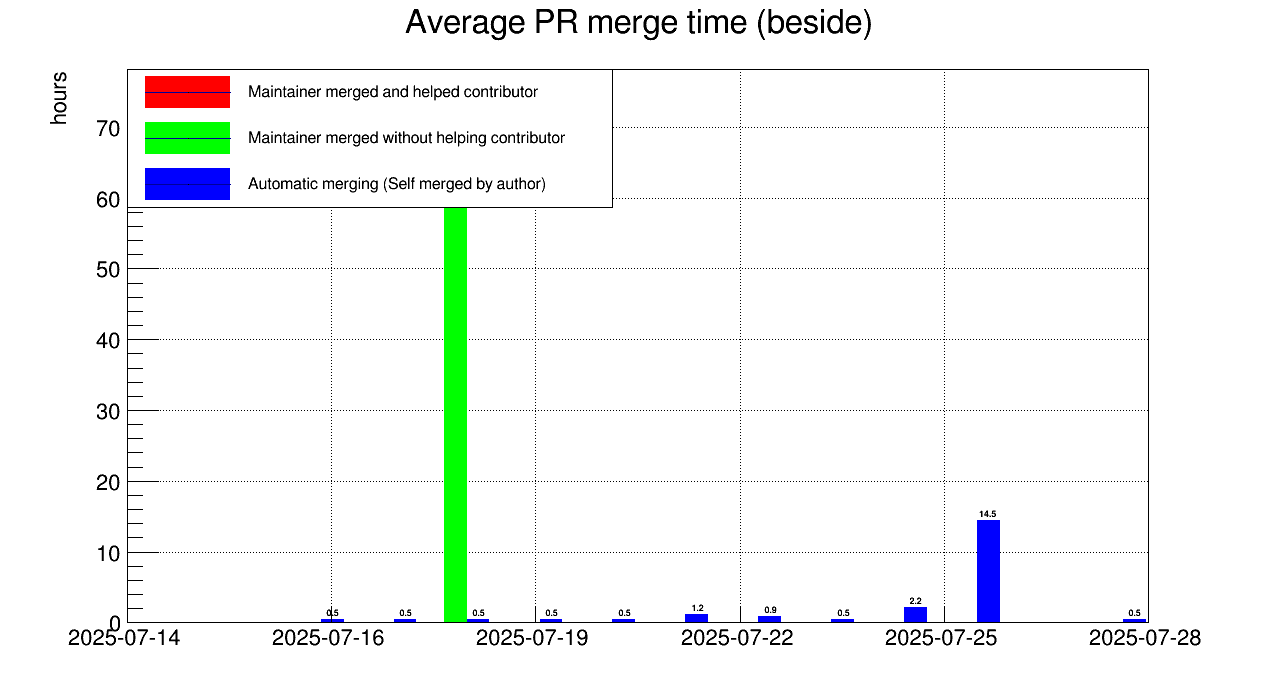 Average PR merge time (beside)
hours
Maintainer merged and helped contributor
Maintainer merged without helping contributor
Automatic merging (Self merged by author)
70
60
50
40
30
20
10
0
14.5
2.2
1.2
0.9
0.5 0.5 0.5 0.5 0.5 0.5 0.5
2025-07-14 2025-07-16 2025-07-19 2025-07-22 2025-07-25 2025-07-28